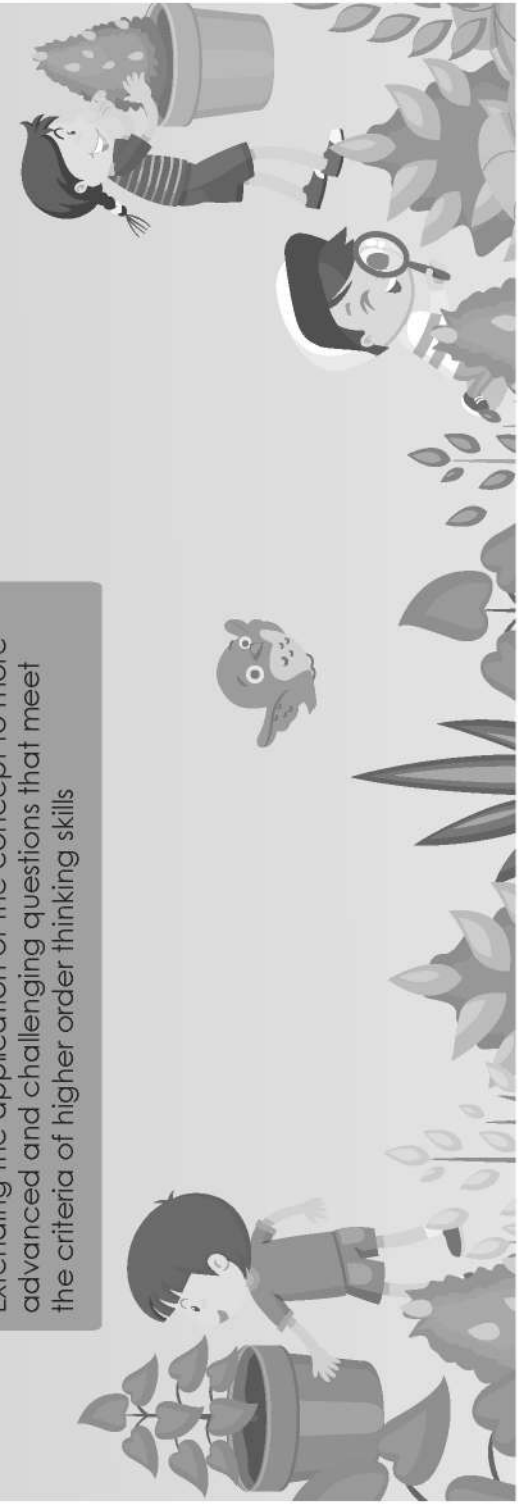 Extending the application of the concept to more
advanced and challenging questions that meet
the criteria of higher order thinking skills